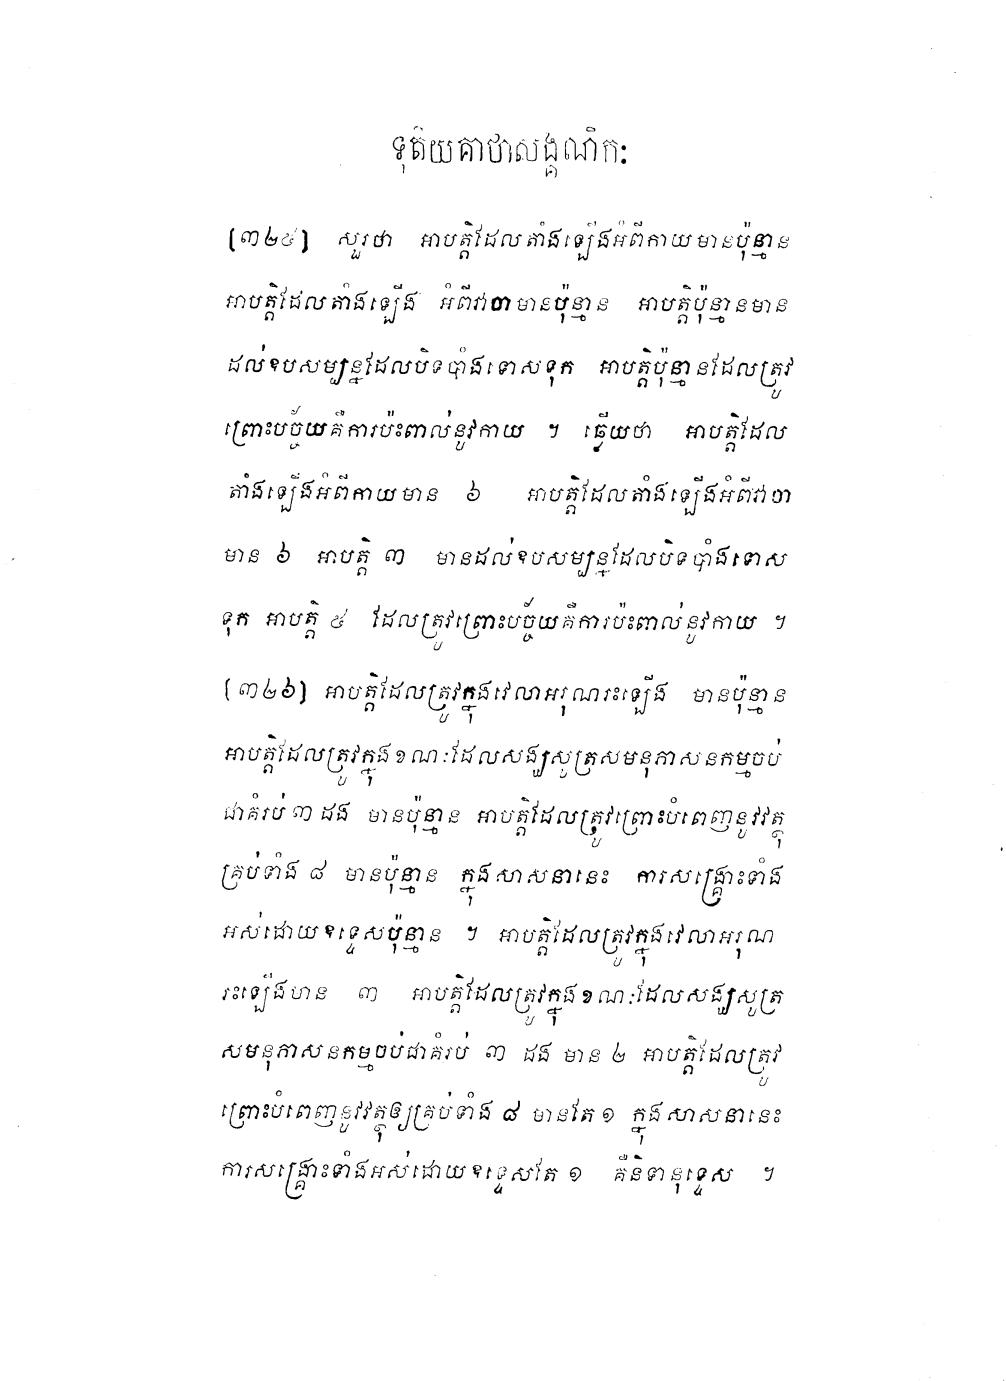 ទុតិយគាថាសង្គណិកៈ
(៣២៥) សួរថា អាបត្តិដែលតាំងឡើងអំពីកាយមានប៉ុន្មាន
អាបត្តិដែលតាំងឡើង អំពីវាចាមានប៉ុន្មាន អាបត្តិប៉ុន្មានមាន
ដល់ឧបសម្បន្នដែលបិទបាំងទោសទុក អាបត្តិប៉ុន្មានដែលត្រូវ
ព្រោះបច្ច័យគឺការប៉ះពាល់នូវកាយ ។ ឆ្លើយថា អាបត្តិដែល
តាំងឡើងអំពីកាយមាន ៦ អាបត្តិដែលតាំងឡើងអំពីវាចា
មាន ៦ អាបត្តិ ៣ មានដល់ឧបសម្បន្នដែលបិទបាំងទោស
ទុក អាបត្តិ ៥ ដែលត្រូវព្រោះបច្ច័យគឺការប៉ះពាល់នូវកាយ ។
(៣២៦) អាបត្តិដែលត្រូវក្នុងវេលាអរុណរះឡើង មានប៉ុន្មាន
អាបត្តិដែលត្រូវក្នុងខណៈដែលសង្ឃសូត្រសមនុភាសនកម្មចប់
ជាគំរប់ ៣ ដង មានប៉ុន្មាន អាបត្តិដែលត្រូវព្រោះបំពេញនូវវត្ថុ
គ្រប់ទាំង ៨ មានប៉ុន្មាន ក្នុងសាសនានេះ ការសង្គ្រោះទាំង
អស់ដោយឧទ្ទេសប៉ុន្មាន ។ អាបត្តិដែលត្រូវក្នុងវេលាអរុណ
រះឡើងមាន ៣ អាបត្តិដែលត្រូវក្នុងខណៈដែលសង្ឃសូត្រ
សមនុភាសនកម្មចប់ជាគំរប់ ៣ ដង មាន ២ អាបត្តិដែលត្រូវ
ព្រោះបំពេញនូវវត្ថុឲ្យគ្រប់ទាំង ៨ មានតែ ១ ក្នុងសាសនានេះ
ការសង្គ្រោះទាំងអស់ដោយឧទ្ទេសតែ ១ គឺនិទានុទ្ទេស ។